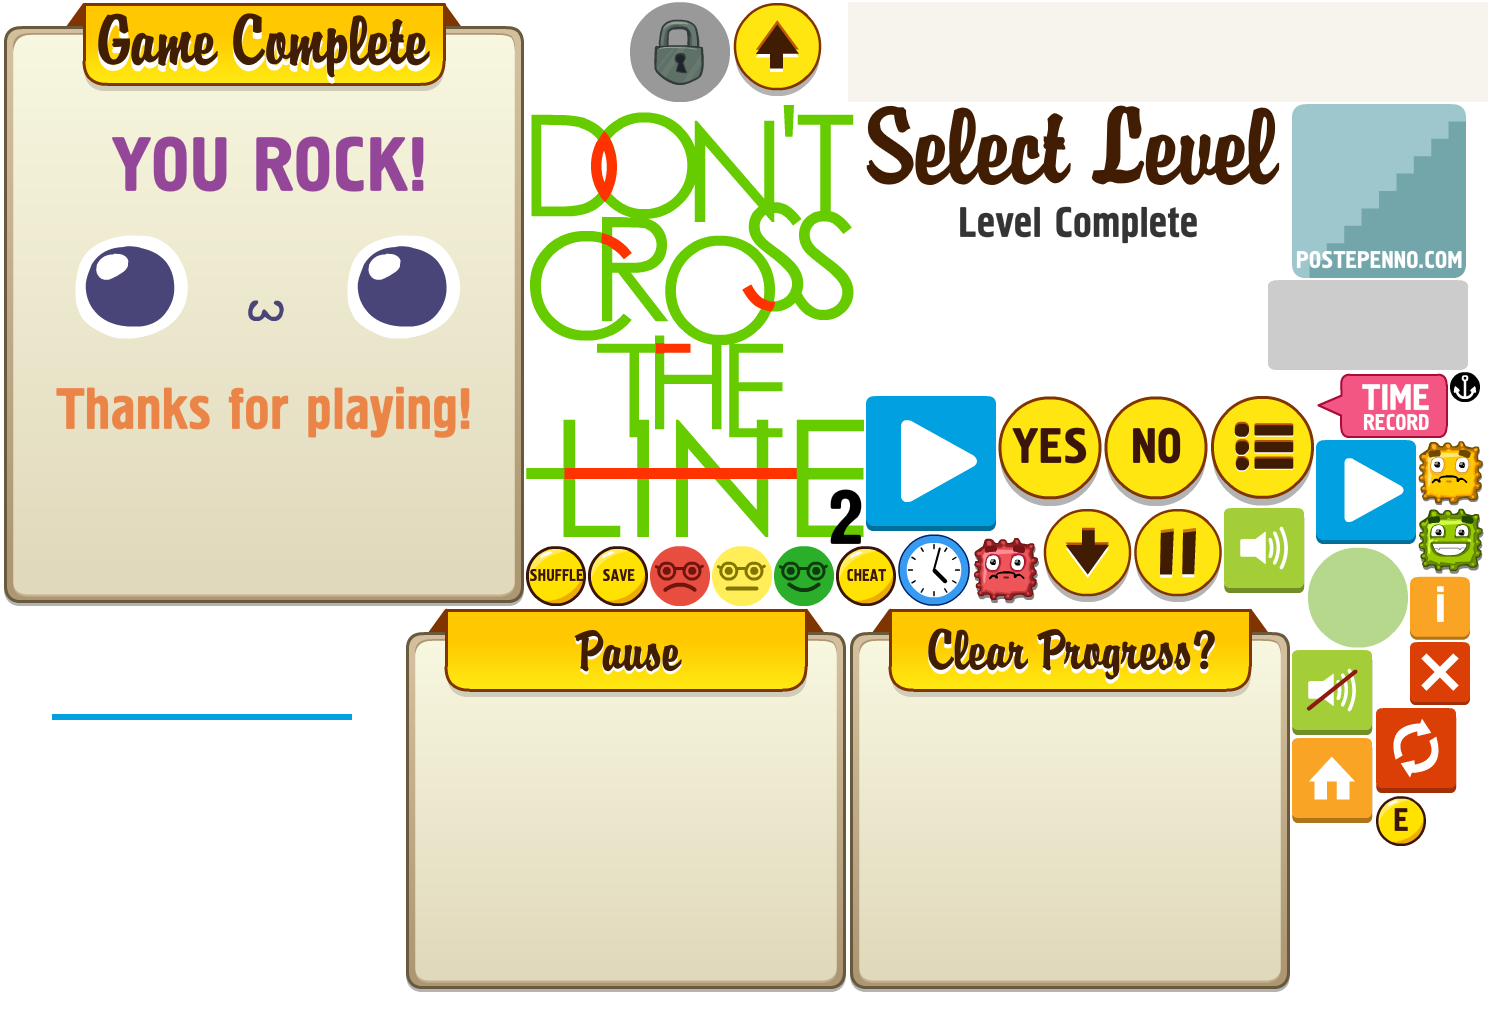 Game Complete
YOU ROCK!
ω
Thanks for playing!
DON'T
CROSS
THE
LINE
2
Select Level
Level Complete
POSTEPENNO.COM
TIME
RECORD
YES
NO
SHUFFLE
SAVE
CHEAT
i
E
Pause
Clear Progress?